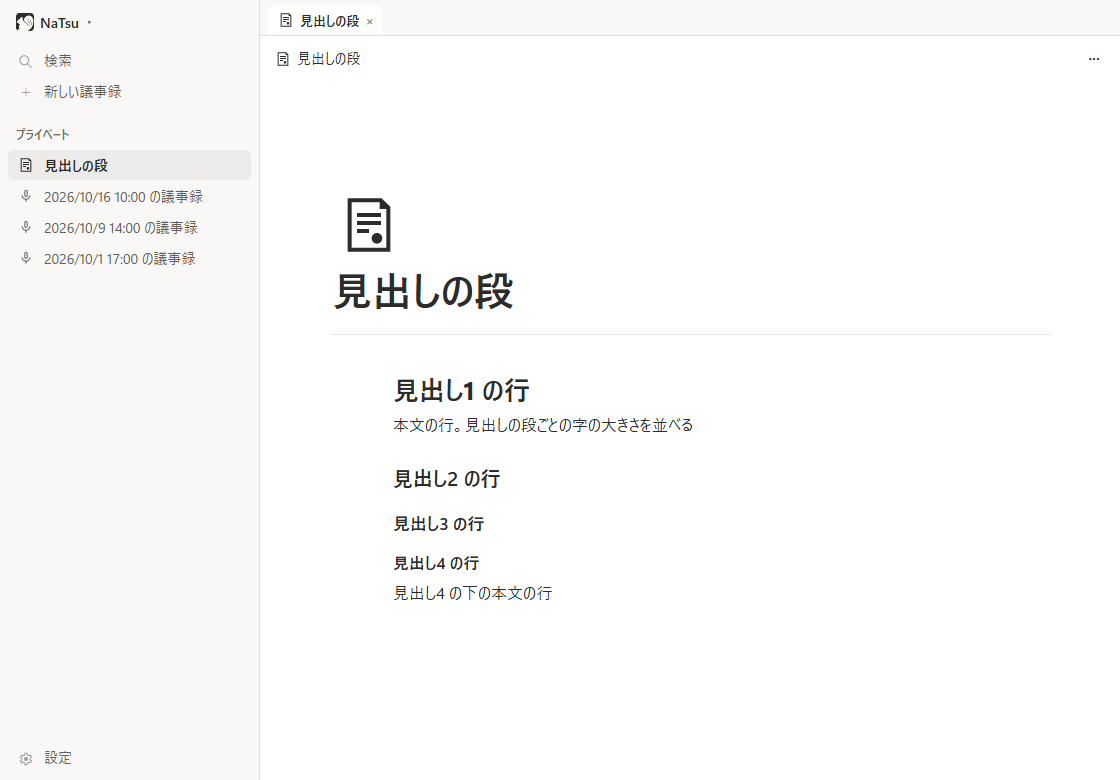 NaTsu
検索
新しい議事録
プライベート
見出しの段
2026/10/16 10:00 の議事録
2026/10/9 14:00 の議事録
2026/10/1 17:00 の議事録
設定
見出しの段 ×
見出しの段
見出しの段
見出し1 の行
本文の行。見出しの段ごとの字の大きさを並べる
見出し2 の行
見出し3 の行
見出し4 の行
見出し4 の下の本文の行